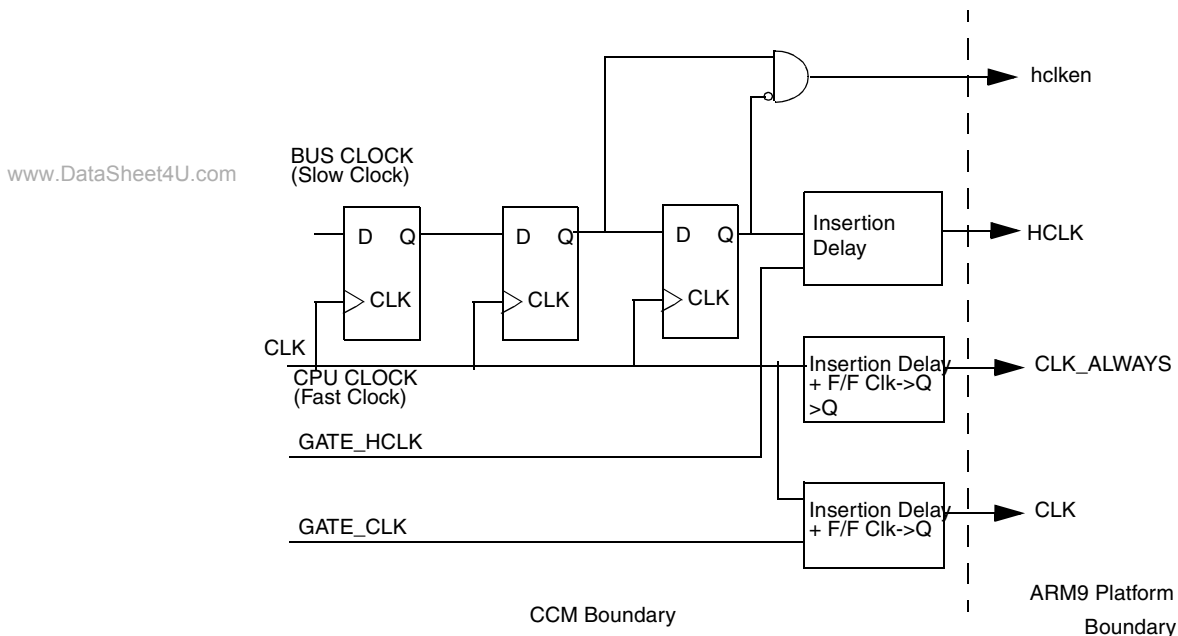 hclken
www.DataSheet4U.com
BUS CLOCK
(Slow Clock)
D Q
CLK
D Q
CLK
D Q
CLK
Insertion
Delay
HCLK
CLK
CPU CLOCK
(Fast Clock)
Insertion Delay
+ F/F Clk->Q
>Q
CLK_ALWAYS
GATE_HCLK
Insertion Delay
+ F/F Clk->Q
CLK
GATE_CLK
CCM Boundary
ARM9 Platform
Boundary